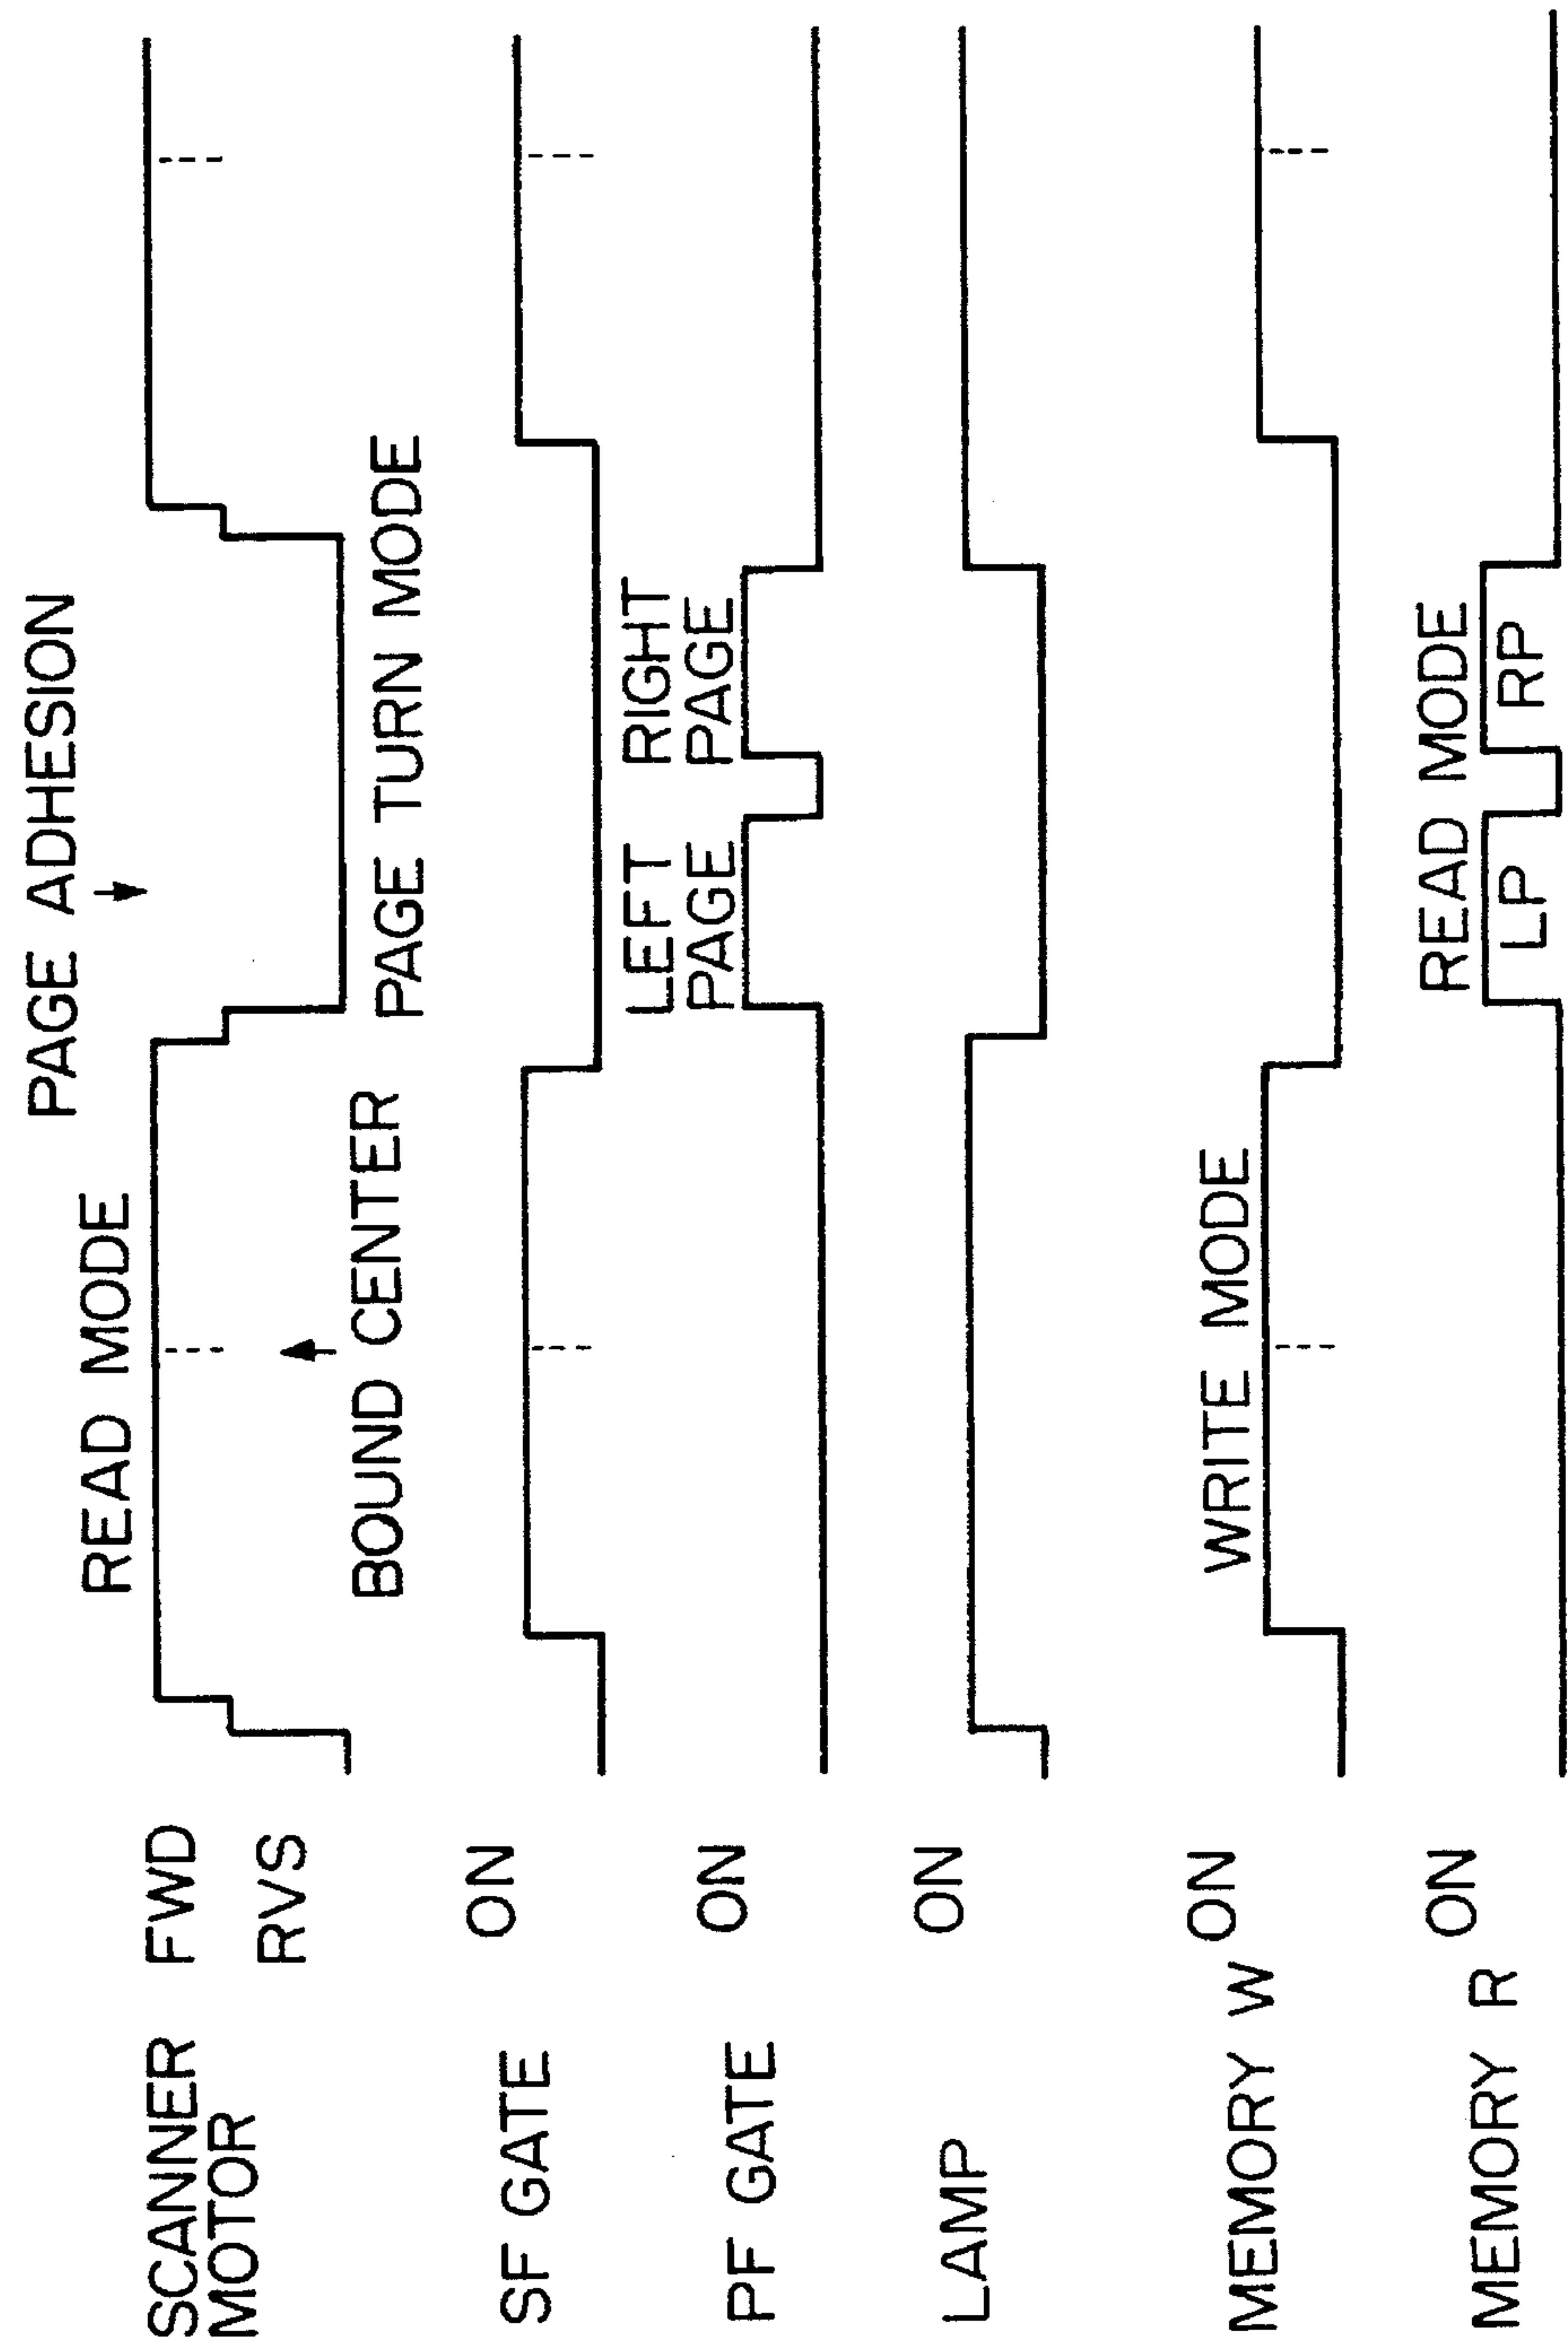 PAGE ADHESION
READ MODE
SCANNER MOTOR
FWD
RVS
BOUND CENTER
PAGE TURN MODE
SF GATE
ON
LEFT PAGE
RIGHT PAGE
PF GATE
ON
LAMP
ON
WRITE MODE
MEMORY W
ON
READ MODE
LP
RP
MEMORY R
ON